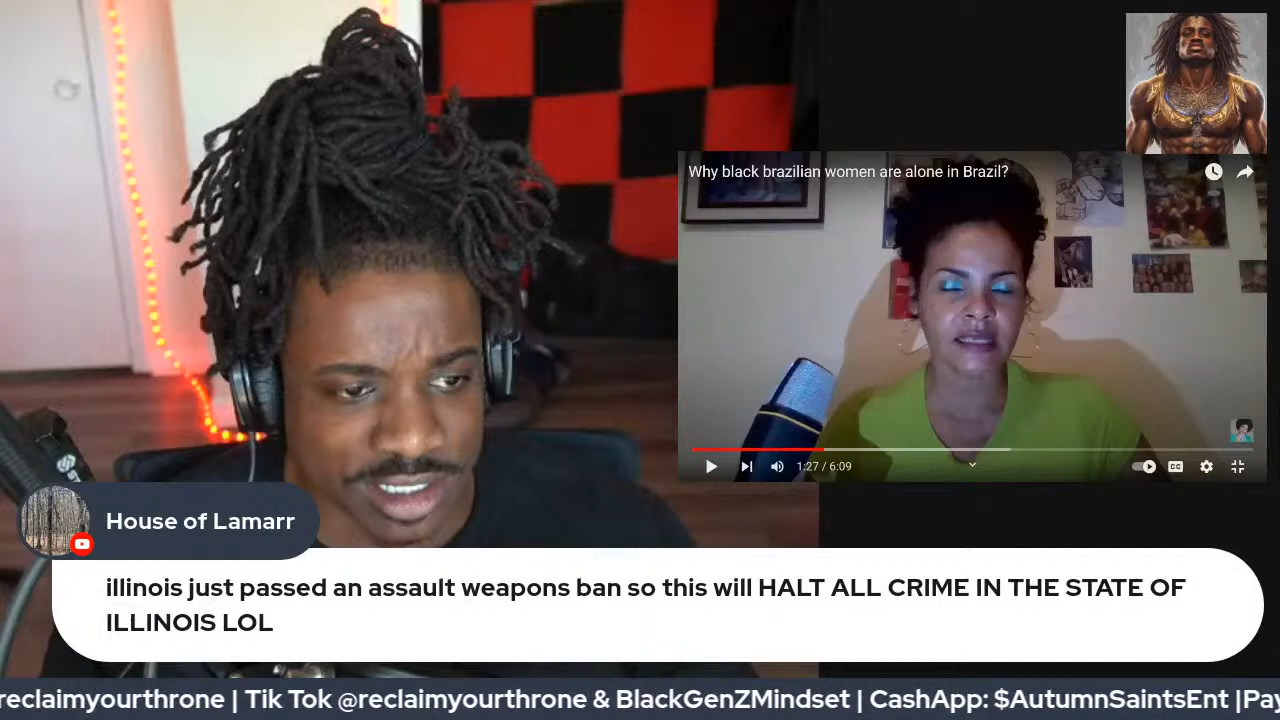 Why black brazilian women are alone in Brazil?
1:27 / 6:09
CC
House of Lamarr
illinois just passed an assault weapons ban so this will HALT ALL CRIME IN THE STATE OF
ILLINOIS LOL
reclaimyourthrone | Tik Tok @reclaimyourthrone & BlackGenZMindset | CashApp: $AutumnSaintsEnt |Pay